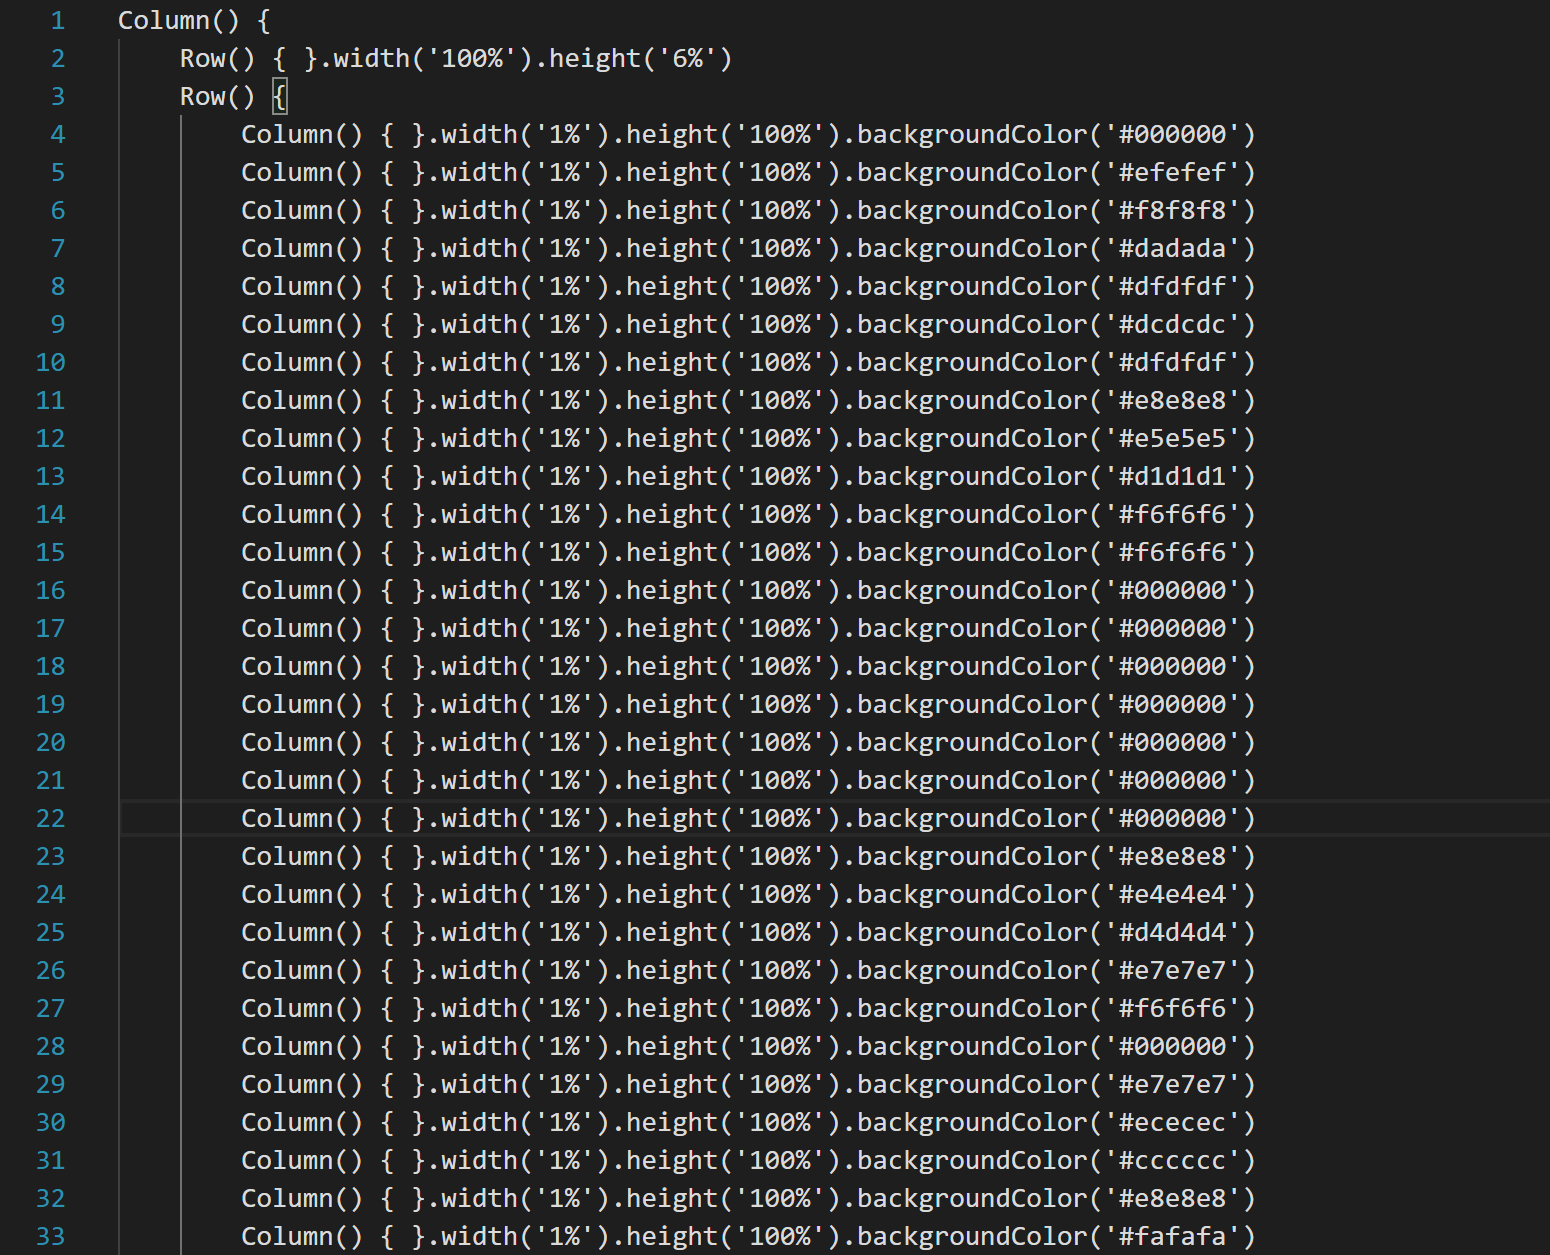 1 Column() {
2 Row() { }.width('100%').height('6%')
3 Row() {
4 Column() { }.width('1%').height('100%').backgroundColor('#000000')
5 Column() { }.width('1%').height('100%').backgroundColor('#efefef')
6 Column() { }.width('1%').height('100%').backgroundColor('#f8f8f8')
7 Column() { }.width('1%').height('100%').backgroundColor('#dadada')
8 Column() { }.width('1%').height('100%').backgroundColor('#dfdfdf')
9 Column() { }.width('1%').height('100%').backgroundColor('#dcdcdc')
10 Column() { }.width('1%').height('100%').backgroundColor('#dfdfdf')
11 Column() { }.width('1%').height('100%').backgroundColor('#e8e8e8')
12 Column() { }.width('1%').height('100%').backgroundColor('#e5e5e5')
13 Column() { }.width('1%').height('100%').backgroundColor('#d1d1d1')
14 Column() { }.width('1%').height('100%').backgroundColor('#f6f6f6')
15 Column() { }.width('1%').height('100%').backgroundColor('#f6f6f6')
16 Column() { }.width('1%').height('100%').backgroundColor('#000000')
17 Column() { }.width('1%').height('100%').backgroundColor('#000000')
18 Column() { }.width('1%').height('100%').backgroundColor('#000000')
19 Column() { }.width('1%').height('100%').backgroundColor('#000000')
20 Column() { }.width('1%').height('100%').backgroundColor('#000000')
21 Column() { }.width('1%').height('100%').backgroundColor('#000000')
22 Column() { }.width('1%').height('100%').backgroundColor('#000000')
23 Column() { }.width('1%').height('100%').backgroundColor('#e8e8e8')
24 Column() { }.width('1%').height('100%').backgroundColor('#e4e4e4')
25 Column() { }.width('1%').height('100%').backgroundColor('#d4d4d4')
26 Column() { }.width('1%').height('100%').backgroundColor('#e7e7e7')
27 Column() { }.width('1%').height('100%').backgroundColor('#f6f6f6')
28 Column() { }.width('1%').height('100%').backgroundColor('#000000')
29 Column() { }.width('1%').height('100%').backgroundColor('#e7e7e7')
30 Column() { }.width('1%').height('100%').backgroundColor('#ececec')
31 Column() { }.width('1%').height('100%').backgroundColor('#cccccc')
32 Column() { }.width('1%').height('100%').backgroundColor('#e8e8e8')
33 Column() { }.width('1%').height('100%').backgroundColor('#fafafa')